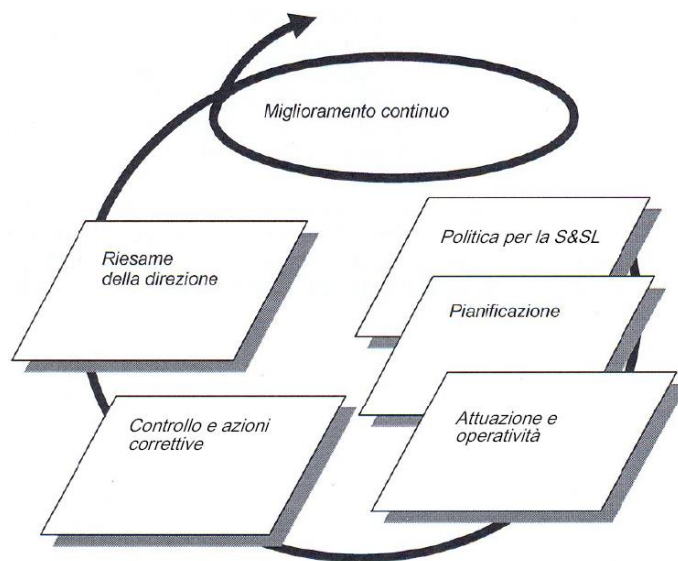 Miglioramento continuo
Politica per la S&SL
Riesame
della direzione
Pianificazione
Controllo e azioni
correttive
Attuazione e
operatività